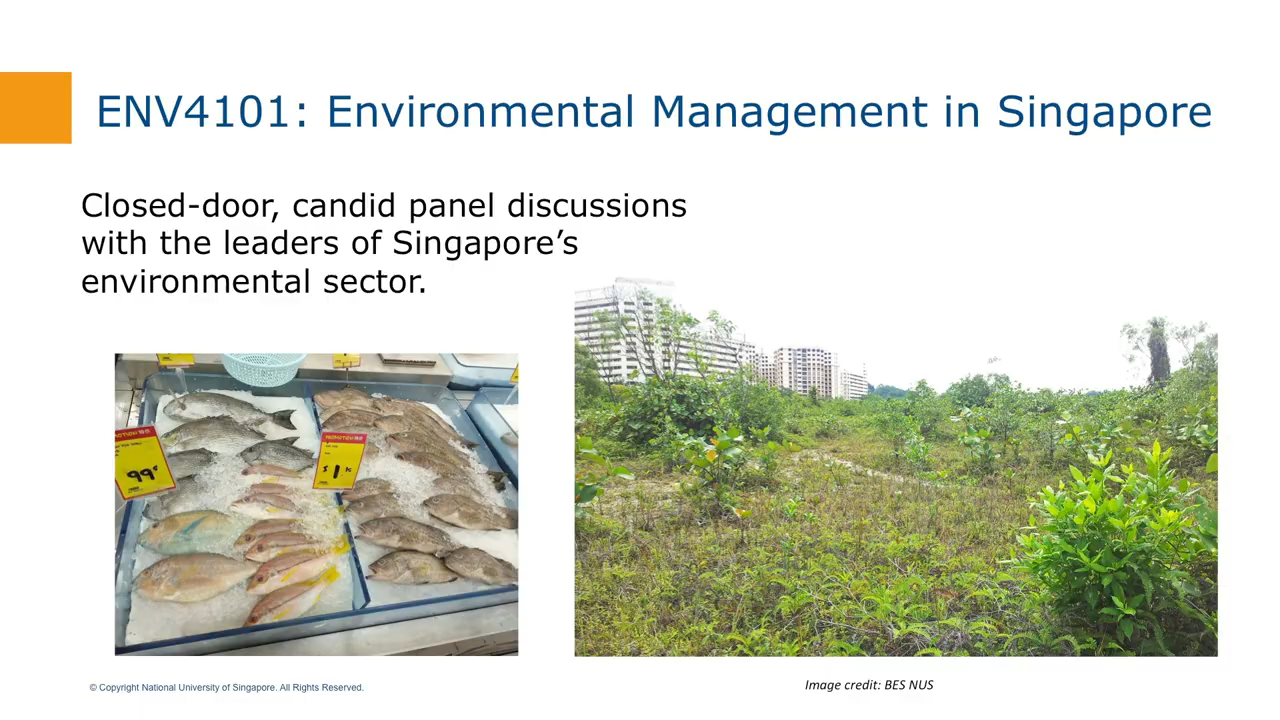 ENV4101: Environmental Management in Singapore
Closed-door, candid panel discussions
with the leaders of Singapore’s
environmental sector.
99¢
$1
© Copyright National University of Singapore. All Rights Reserved.
Image credit: BES NUS